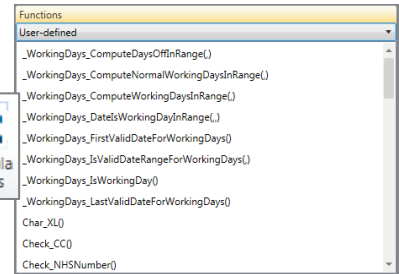 Functions
User-defined
_WorkingDays_ComputeDaysOffInRange(,)
_WorkingDays_ComputeNormalWorkingDaysInRange(,)
_WorkingDays_ComputeWorkingDaysInRange(,)
_WorkingDays_DateIsWorkingDayInRange(,,)
_WorkingDays_FirstValidDateForWorkingDays()
_WorkingDays_IsValidDateRangeForWorkingDays(,)
_WorkingDays_IsWorkingDay()
_WorkingDays_LastValidDateForWorkingDays()
Char_XL()
Check_CC()
Check_NHSNumber()